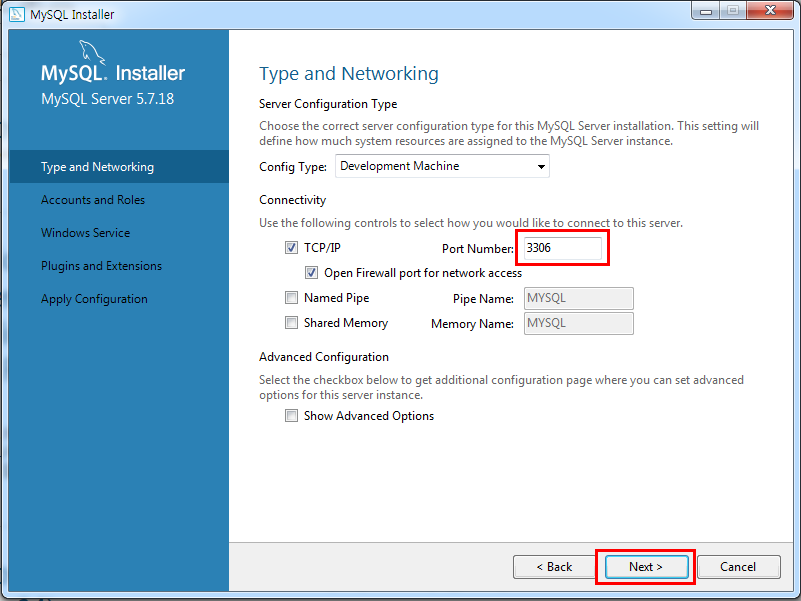 MySQL Installer
MySQL. Installer
MySQL Server 5.7.18
Type and Networking
Accounts and Roles
Windows Service
Plugins and Extensions
Apply Configuration
Type and Networking
Server Configuration Type
Choose the correct server configuration type for this MySQL Server installation. This setting will
define how much system resources are assigned to the MySQL Server instance.
Config Type: Development Machine
Connectivity
Use the following controls to select how you would like to connect to this server.
TCP/IP Port Number: 3306
Open Firewall port for network access
Named Pipe Pipe Name: MYSQL
Shared Memory Memory Name: MYSQL
Advanced Configuration
Select the checkbox below to get additional configuration page where you can set advanced
options for this server instance.
Show Advanced Options
< Back Next > Cancel